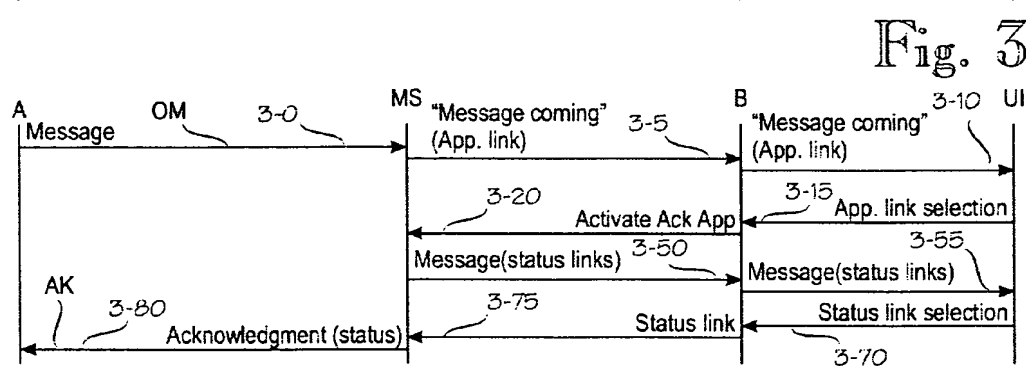 Fig. 3
A
OM
3-0
MS
"Message coming"
(App. link)
3-5
B
3-10
UI
Message
"Message coming"
(App. link)
3-20
Activate Ack App
3-15
App. link selection
Message(status links)
3-50
3-55
Message(status links)
AK
3-80
Acknowledgment (status)
3-75
Status link
Status link selection
3-70